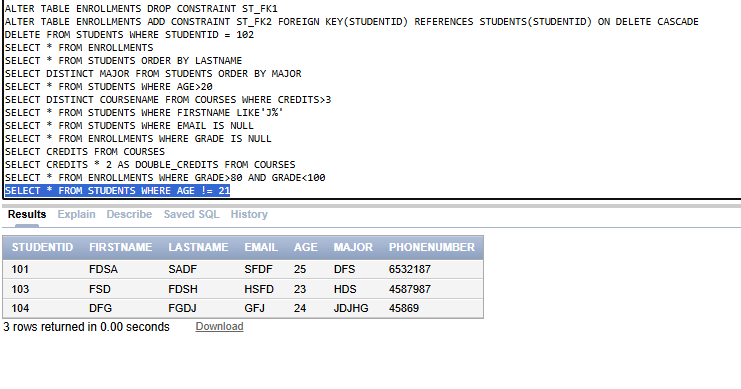 ALTER TABLE ENROLLMENTS DROP CONSTRAINT ST_FK1
ALTER TABLE ENROLLMENTS ADD CONSTRAINT ST_FK2 FOREIGN KEY(STUDENTID) REFERENCES STUDENTS(STUDENTID) ON DELETE CASCADE
DELETE FROM STUDENTS WHERE STUDENTID = 102
SELECT * FROM ENROLLMENTS
SELECT * FROM STUDENTS ORDER BY LASTNAME
SELECT DISTINCT MAJOR FROM STUDENTS ORDER BY MAJOR
SELECT * FROM STUDENTS WHERE AGE>20
SELECT DISTINCT COURSENAME FROM COURSES WHERE CREDITS>3
SELECT * FROM STUDENTS WHERE FIRSTNAME LIKE'J%'
SELECT * FROM STUDENTS WHERE EMAIL IS NULL
SELECT * FROM ENROLLMENTS WHERE GRADE IS NULL
SELECT CREDITS FROM COURSES
SELECT CREDITS * 2 AS DOUBLE_CREDITS FROM COURSES
SELECT * FROM ENROLLMENTS WHERE GRADE>80 AND GRADE<100
SELECT * FROM STUDENTS WHERE AGE != 21
Results Explain Describe Saved SQL History
STUDENTID FIRSTNAME LASTNAME EMAIL AGE MAJOR PHONENUMBER
101 FDSA SADF SFDF 25 DFS 6532187
103 FSD FDSH HSFD 23 HDS 4587987
104 DFG FGDJ GFJ 24 JDJHG 45869
3 rows returned in 0.00 seconds Download